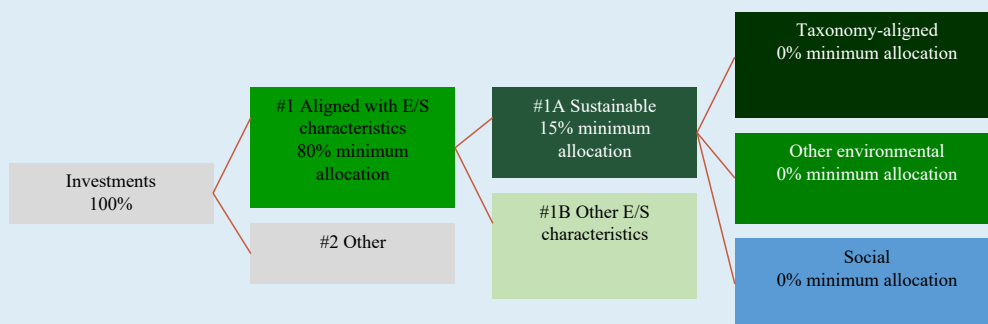 Investments
100%
#1 Aligned with E/S
characteristics
80% minimum
allocation
#2 Other
#1A Sustainable
15% minimum
allocation
#1B Other E/S
characteristics
Taxonomy-aligned
0% minimum allocation
Other environmental
0% minimum allocation
Social
0% minimum allocation